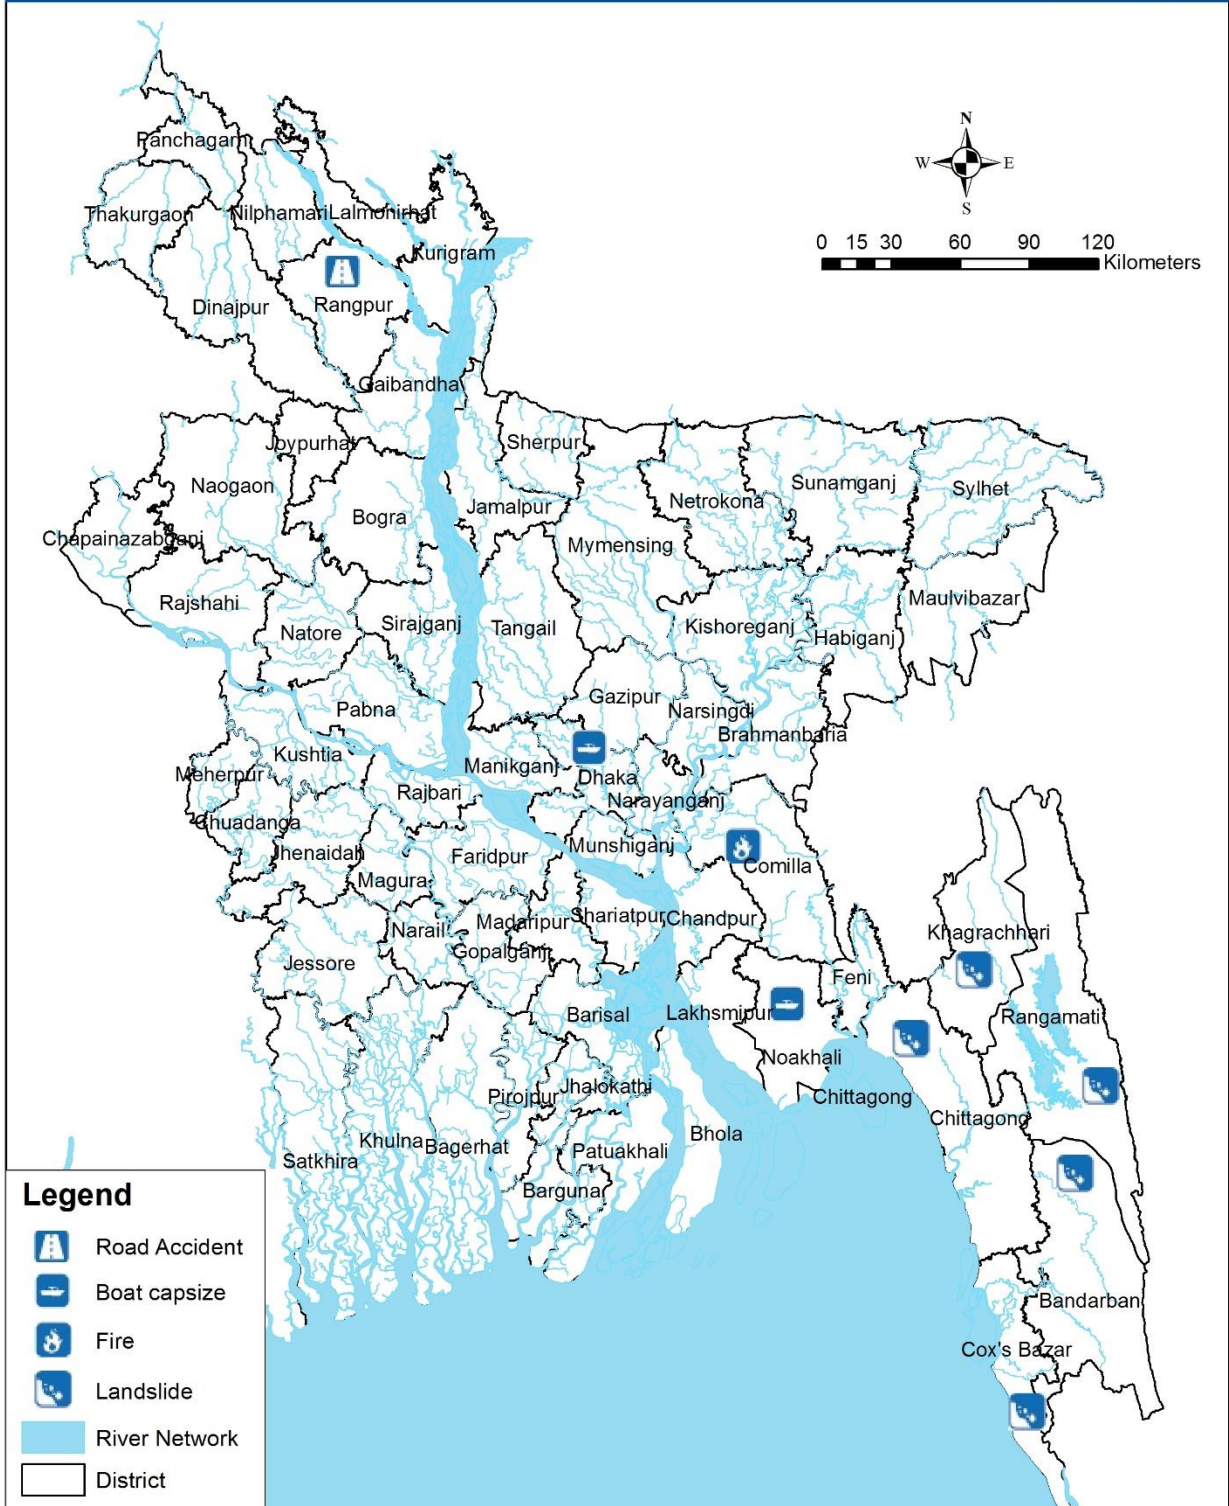 N
W E
S
0 15 30 60 90 120
Kilometers
Panchagarh
Thakurgaon
Nilphamari
Lalmonirhat
Kurigram
Dinajpur
Rangpur
Gaibandha
Joypurhat
Sherpur
Naogaon
Bogra
Jamalpur
Netrokona
Sunamganj
Sylhet
Chapainazabganj
Mymensing
Rajshahi
Natore
Sirajganj
Tangail
Kishoreganj
Habiganj
Maulvibazar
Pabna
Gazipur
Narsingdi
Brahmanbaria
Kushtia
Meherpur
Manikganj
Dhaka
Rajbari
Narayanganj
Chuadanga
Jhenaidah
Magura
Faridpur
Munshiganj
Comilla
Narail
Madaripur
Shariatpur
Chandpur
Khagrachhari
Jessore
Gopalganj
Feni
Barisal
Lakhsmipur
Rangamati
Noakhali
Pirojpur
Jhalokathi
Chittagong
Chittagong
Khulna
Bagerhat
Bhola
Satkhira
Patuakhali
Barguna
Bandarban
Cox's Bazar
Legend
Road Accident
Boat capsize
Fire
Landslide
River Network
District